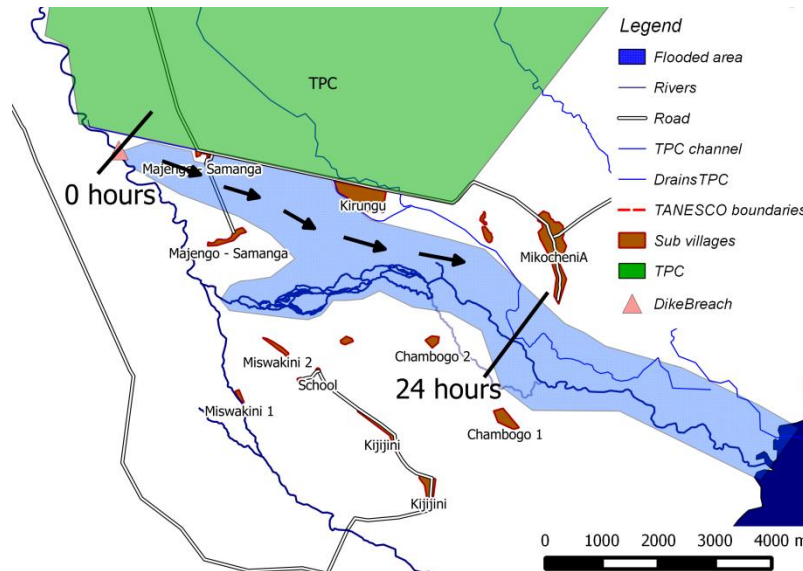 Legend
Flooded area
Rivers
Road
TPC channel
DrainsTPC
TANESCO boundaries
Sub villages
TPC
DikeBreach
TPC
Majengo - Samanga
0 hours
Kirungu
Majengo - Samanga
MikocheniA
Miswakini 2
Chambogo 2
School
24 hours
Miswakini 1
Chambogo 1
Kijijini
Kijijini
0 1000 2000 3000 4000 m